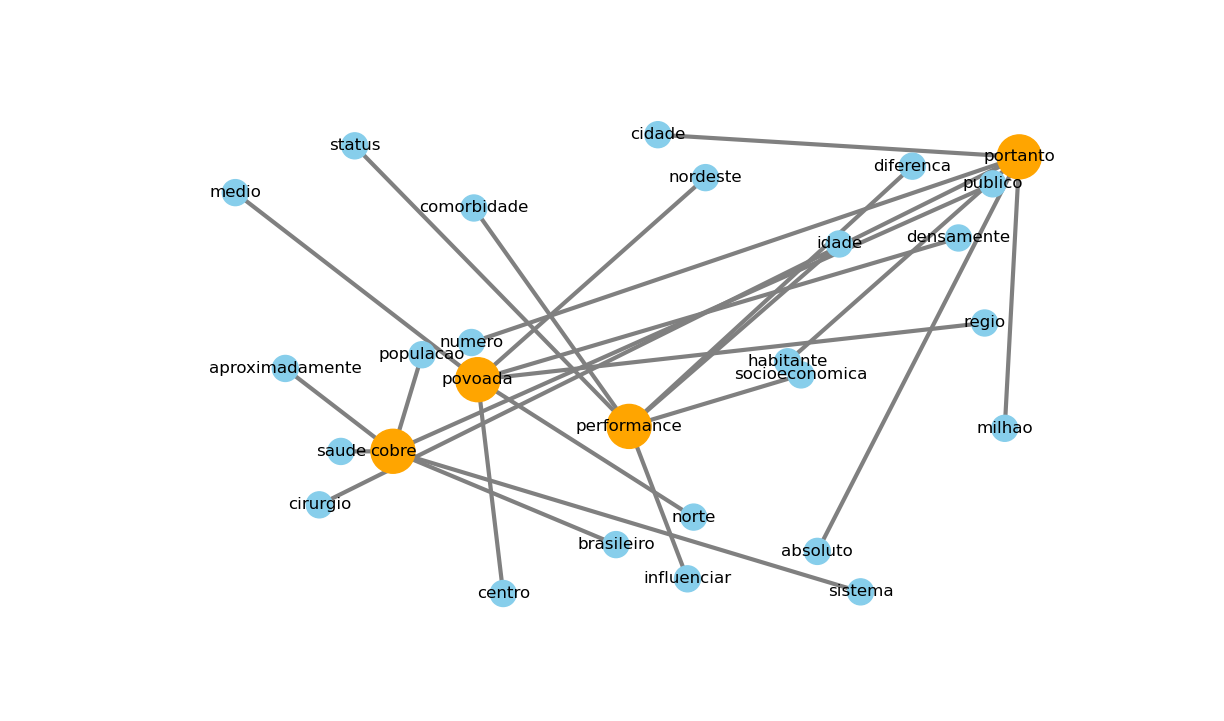 cidade
status
portanto
diferenca
nordeste
publico
medio
comorbidade
densamente
idade
regio
numero
populacao
habitante
aproximadamente
socioeconomica
povoada
performance
milhao
saude
cobre
cirurgio
norte
brasileiro
absoluto
influenciar
sistema
centro